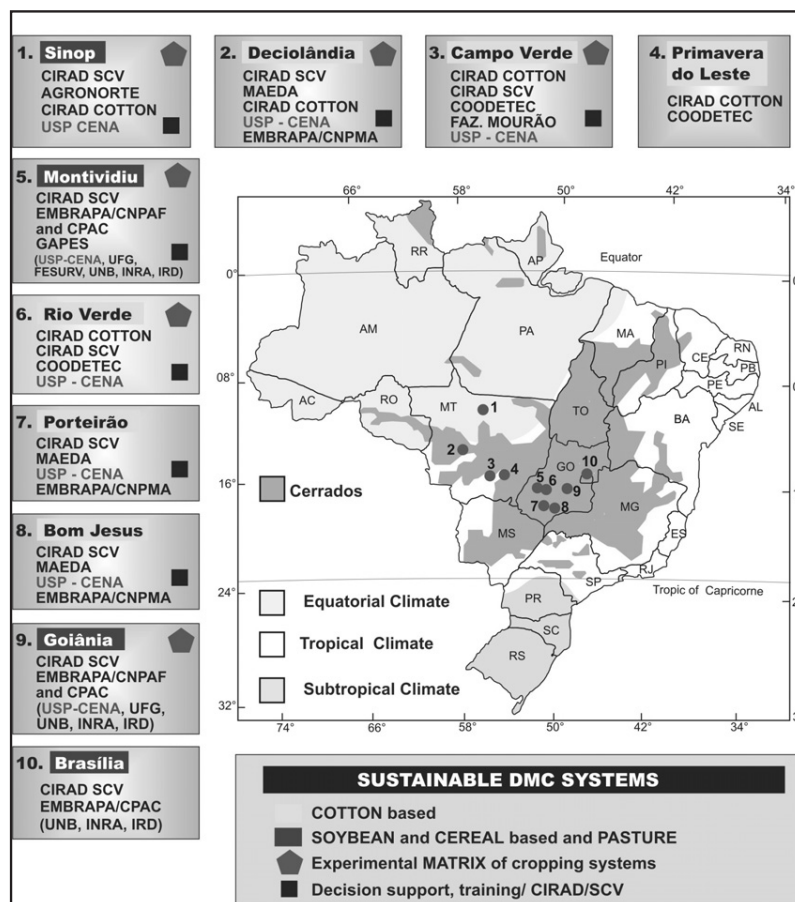 1. Sinop
CIRAD SCV
AGRONORTE
CIRAD COTTON
USP CENA
2. Deciolândia
CIRAD SCV
MAEDA
CIRAD COTTON
USP - CENA
EMBRAPA/CNPMA
3. Campo Verde
CIRAD COTTON
CIRAD SCV
COODETEC
FAZ. MOURÃO
USP - CENA
4. Primavera
do Leste
CIRAD COTTON
COODETEC
5. Montividiu
CIRAD SCV
EMBRAPA/CNPAF
and CPAC
GAPES
(USP-CENA, UFG,
FESURV, UNB, INRA, IRD)
6. Rio Verde
CIRAD COTTON
CIRAD SCV
COODETEC
USP - CENA
7. Porteirão
CIRAD SCV
MAEDA
USP - CENA
EMBRAPA/CNPMA
8. Bom Jesus
CIRAD SCV
MAEDA
USP - CENA
EMBRAPA/CNPMA
9. Goiânia
CIRAD SCV
EMBRAPA/CNPAF
and CPAC
(USP-CENA, UFG,
UNB, INRA, IRD)
10. Brasília
CIRAD SCV
EMBRAPA/CPAC
(UNB, INRA, IRD)
66° 58° 50° 42° 34°
RR AP Equator
0° 0
AM PA MA CE RN
PI PB
08° PE
AC RO MT 1 TO BA AL
SE
2 3 4 GO 10
16° 5 6 9
7 8 MG
MS ES
RJ
SP
24° Tropic of Capricorne
PR
SC
RS
32°
74° 66° 58° 50° 42° 34°
Cerrados
Equatorial Climate
Tropical Climate
Subtropical Climate
SUSTAINABLE DMC SYSTEMS
COTTON based
SOYBEAN and CEREAL based and PASTURE
Experimental MATRIX of cropping systems
Decision support, training/ CIRAD/SCV